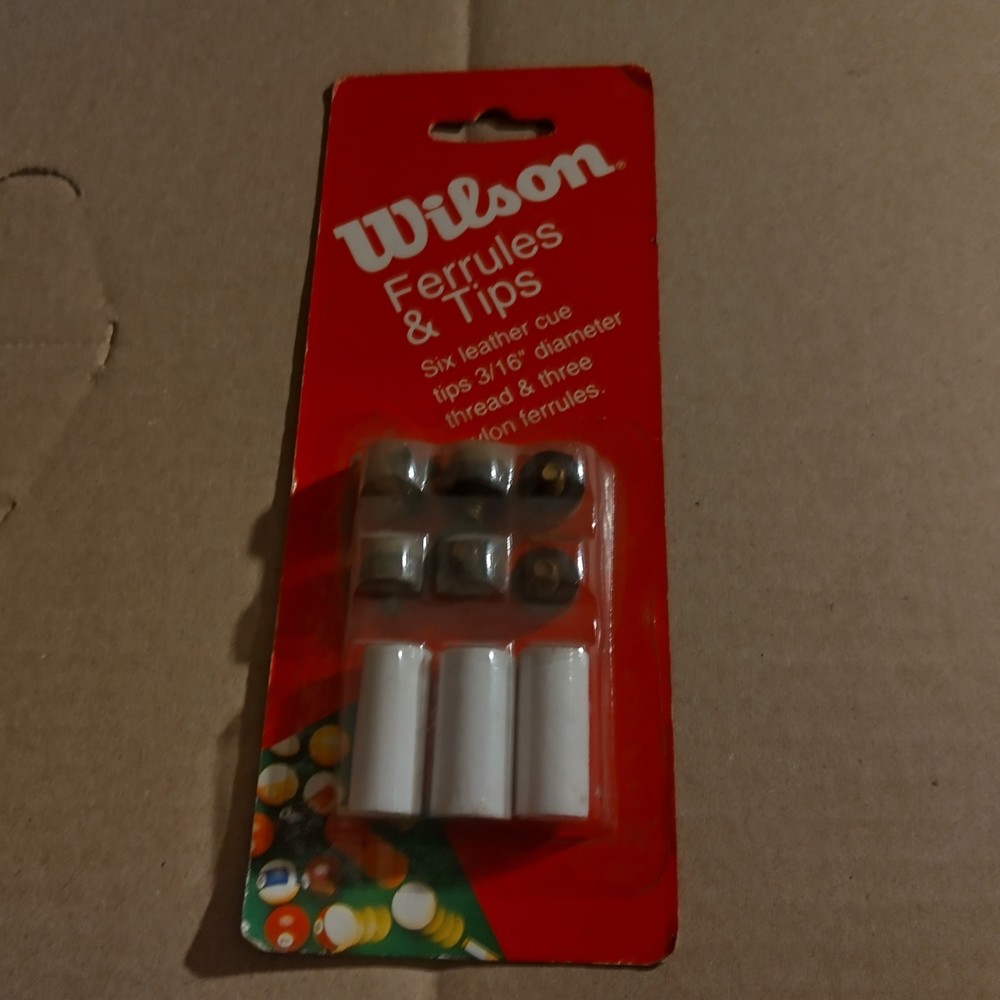 Wilson®
Ferrules
& Tips
Six leather cue
tips 3/16" diameter
thread & three
ferrules.